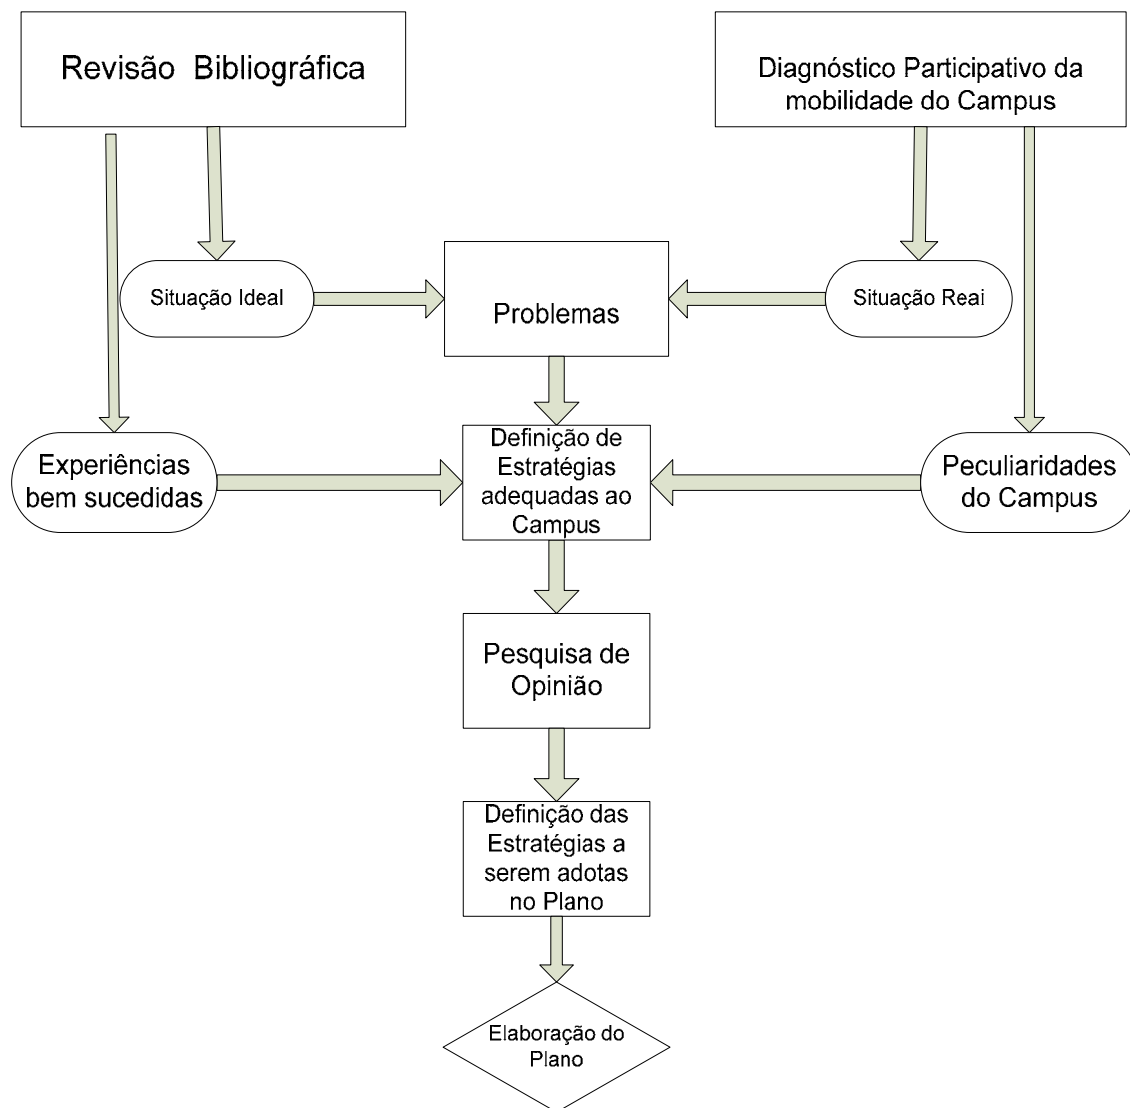 Revisão Bibliográfica
Diagnóstico Participativo da
mobilidade do Campus
Situação Ideal
Problemas
Situação Reai
Experiências
bem sucedidas
Definição de
Estratégias
adequadas ao
Campus
Peculiaridades
do Campus
Pesquisa de
Opinião
Definição das
Estratégias a
serem adotas
no Plano
Elaboração do
Plano